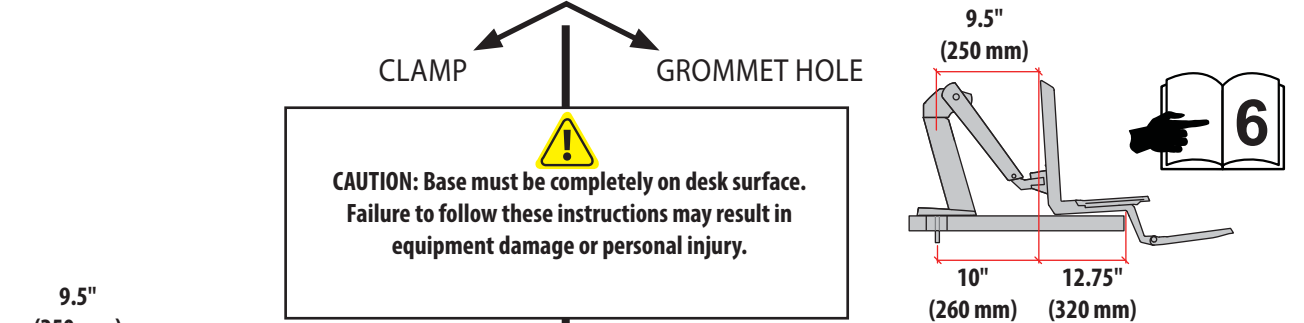 CLAMP
GROMMET HOLE
CAUTION: Base must be completely on desk surface.
Failure to follow these instructions may result in
equipment damage or personal injury.
9.5"
(250 mm)
6
10"
(260 mm)
12.75"
(320 mm)
9.5"